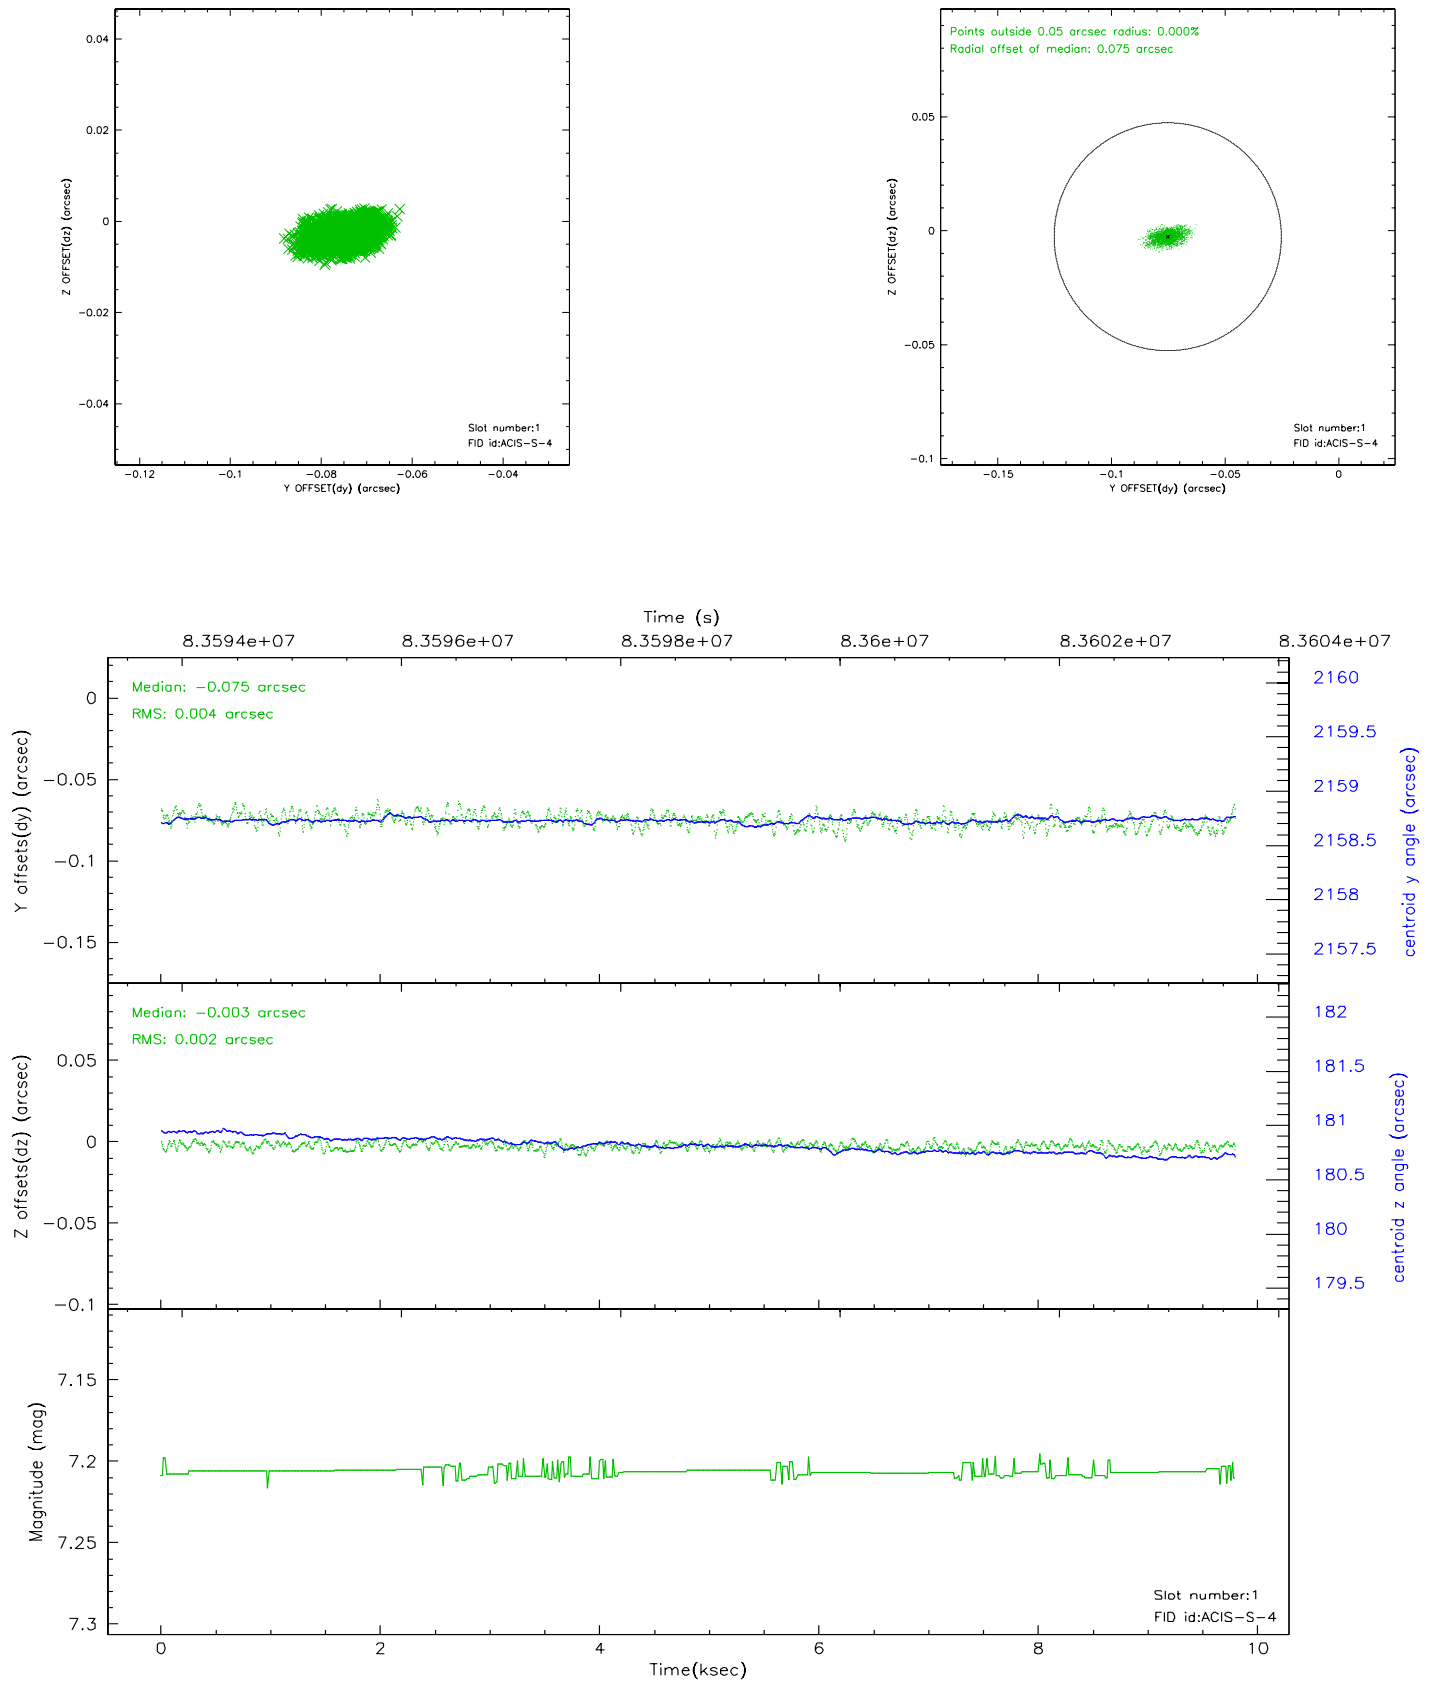 0.04
0.02
0
−0.02
−0.04
Z OFFSET(dz) (arcsec)
Slot number:1
FID id:ACIS−S−4
−0.12
−0.1
−0.08
−0.06
−0.04
Y OFFSET(dy) (arcsec)
Points outside 0.05 arcsec radius: 0.000%
Radial offset of median: 0.075 arcsec
0.05
0
−0.05
−0.1
Z OFFSET(dz) (arcsec)
Slot number:1
FID id:ACIS−S−4
−0.15
−0.1
−0.05
0
Y OFFSET(dy) (arcsec)
Time (s)
8.3594e+07
8.3596e+07
8.3598e+07
8.36e+07
8.3602e+07
8.3604e+07
Median: −0.075 arcsec
RMS: 0.004 arcsec
0
−0.05
−0.1
−0.15
Y offsets(dy) (arcsec)
2160
2159.5
2159
2158.5
2158
2157.5
centroid y angle (arcsec)
Median: −0.003 arcsec
RMS: 0.002 arcsec
0.05
0
−0.05
−0.1
Z offsets(dz) (arcsec)
182
181.5
181
180.5
180
179.5
centroid z angle (arcsec)
7.15
7.2
7.25
7.3
Magnitude (mag)
Slot number:1
FID id:ACIS−S−4
0
2
4
6
8
10
Time(ksec)